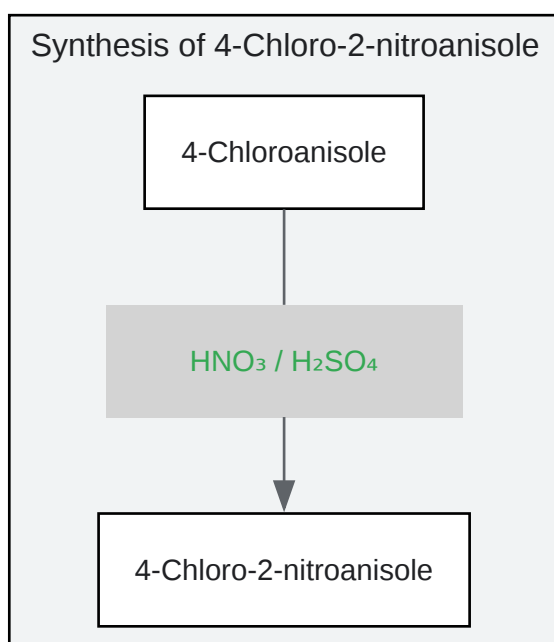 Synthesis of 4-Chloro-2-nitroanisole
4-Chloroanisole
HNO₃ / H₂SO₄
4-Chloro-2-nitroanisole